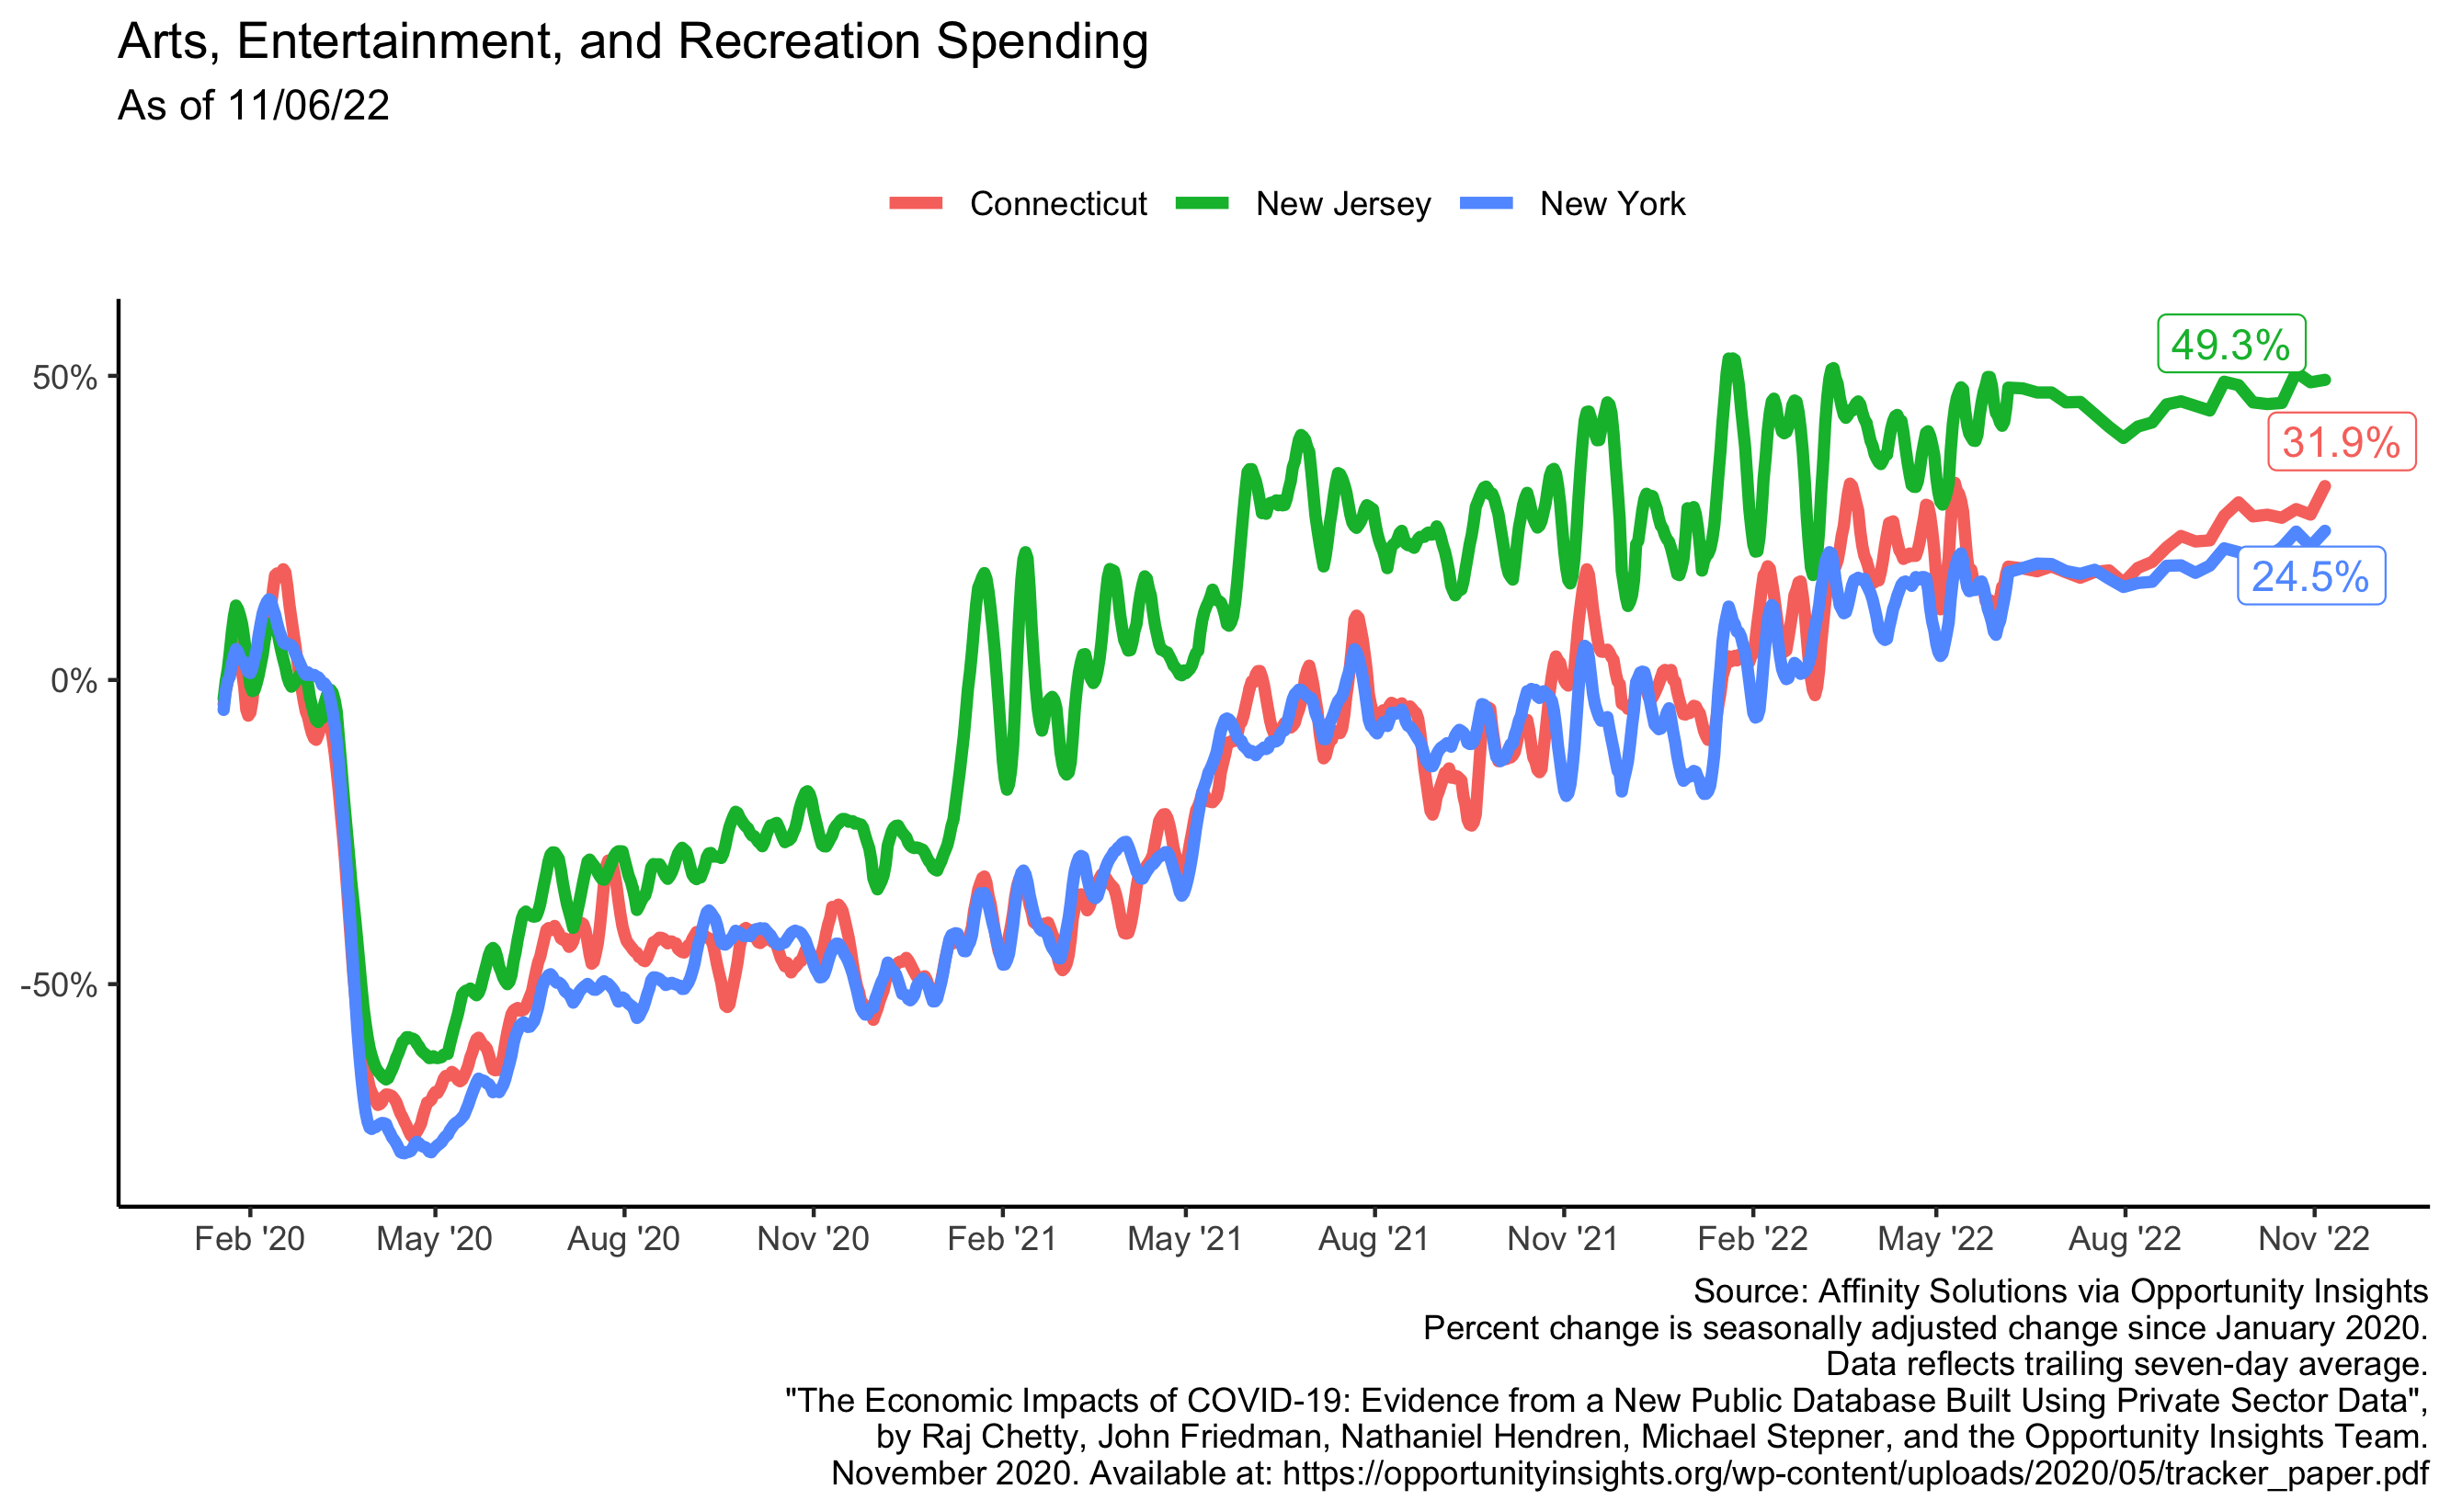 Arts, Entertainment, and Recreation Spending
As of 11/06/22
Connecticut New Jersey New York
50%
0%
-50%
49.3%
31.9%
24.5%
Feb '20 May '20 Aug '20 Nov '20 Feb '21 May '21 Aug '21 Nov '21 Feb '22 May '22 Aug '22 Nov '22
Source: Affinity Solutions via Opportunity Insights
Percent change is seasonally adjusted change since January 2020.
Data reflects trailing seven-day average.
"The Economic Impacts of COVID-19: Evidence from a New Public Database Built Using Private Sector Data",
by Raj Chetty, John Friedman, Nathaniel Hendren, Michael Stepner, and the Opportunity Insights Team.
November 2020. Available at: https://opportunityinsights.org/wp-content/uploads/2020/05/tracker_paper.pdf